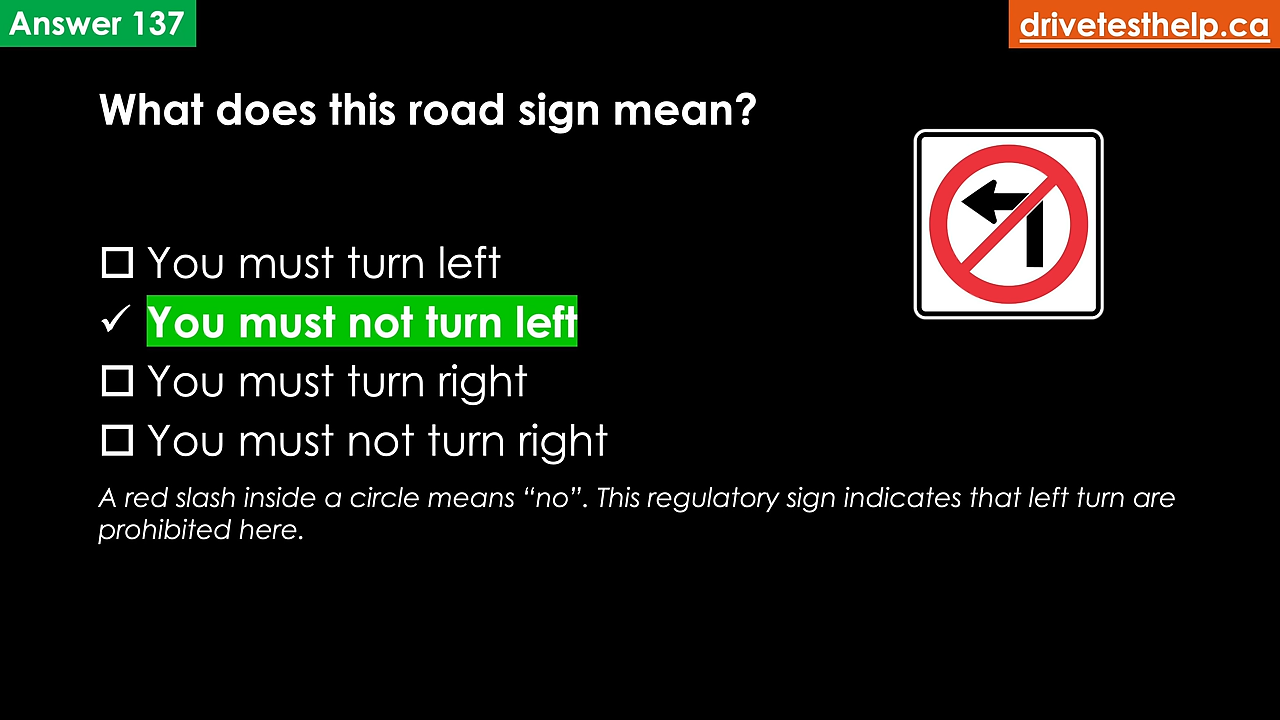 Answer 137
drivetesthelp.ca
What does this road sign mean?
You must turn left
You must not turn left
You must turn right
You must not turn right
A red slash inside a circle means “no”. This regulatory sign indicates that left turn are
prohibited here.